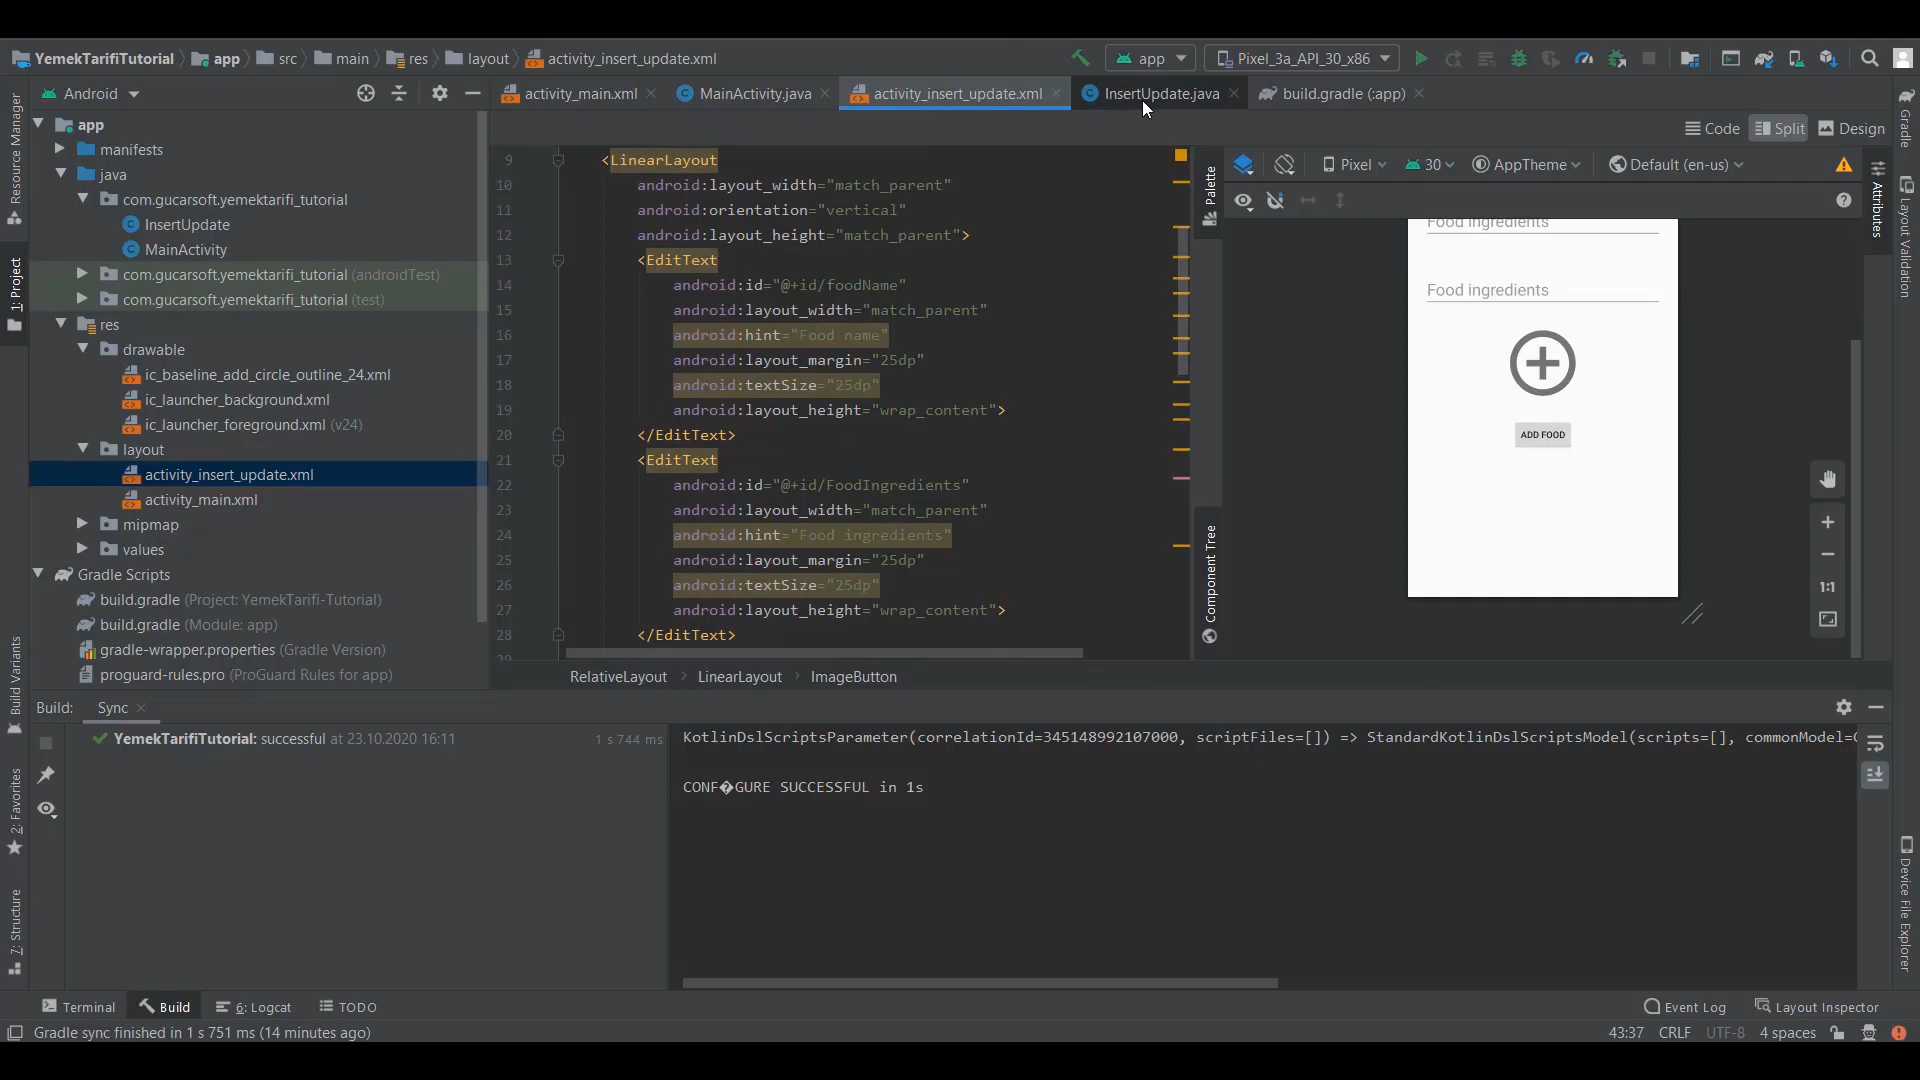 YemekTarifiTutorial app src main res layout activity_insert_update.xml
app Pixel_3a_API_30_x86
Android
activity_main.xml MainActivity.java activity_insert_update.xml InsertUpdate.java build.gradle (:app)
Code Split Design
Resource Manager
1: Project
Build Variants
2: Favorites
7: Structure
app
manifests
java
com.gucarsoft.yemektarifi_tutorial
InsertUpdate
MainActivity
com.gucarsoft.yemektarifi_tutorial (androidTest)
com.gucarsoft.yemektarifi_tutorial (test)
res
drawable
ic_baseline_add_circle_outline_24.xml
ic_launcher_background.xml
ic_launcher_foreground.xml (v24)
layout
activity_insert_update.xml
activity_main.xml
mipmap
values
Gradle Scripts
build.gradle (Project: YemekTarifi-Tutorial)
build.gradle (Module: app)
gradle-wrapper.properties (Gradle Version)
proguard-rules.pro (ProGuard Rules for app)
9 <LinearLayout
10 android:layout_width="match_parent"
11 android:orientation="vertical"
12 android:layout_height="match_parent">
13 <EditText
14 android:id="@+id/foodName"
15 android:layout_width="match_parent"
16 android:hint="Food name"
17 android:layout_margin="25dp"
18 android:textSize="25dp"
19 android:layout_height="wrap_content">
20 </EditText>
21 <EditText
22 android:id="@+id/FoodIngredients"
23 android:layout_width="match_parent"
24 android:hint="Food ingredients"
25 android:layout_margin="25dp"
26 android:textSize="25dp"
27 android:layout_height="wrap_content">
28 </EditText>
29
RelativeLayout LinearLayout ImageButton
Palette
Component Tree
Pixel 30 AppTheme Default (en-us)
Food ingredients
Food ingredients
ADD FOOD
1:1
Attributes
Gradle
Layout Validation
Device File Explorer
Build: Sync
YemekTarifiTutorial: successful at 23.10.2020 16:11 1 s 744 ms
KotlinDslScriptsParameter(correlationId=345148992107000, scriptFiles=[]) => StandardKotlinDslScriptsModel(scripts=[], commonModel=
CONF�GURE SUCCESSFUL in 1s
Terminal Build 6: Logcat TODO
Event Log Layout Inspector
Gradle sync finished in 1 s 751 ms (14 minutes ago)
43:37 CRLF UTF-8 4 spaces